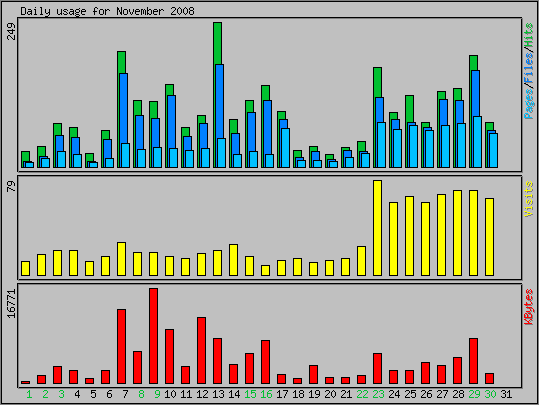 Daily usage for November 2008
249
Pages/Files/Hits
79
Visits
16771
KBytes
1 2 3 4 5 6 7 8 9 10 11 12 13 14 15 16 17 18 19 20 21 22 23 24 25 26 27 28 29 30 31